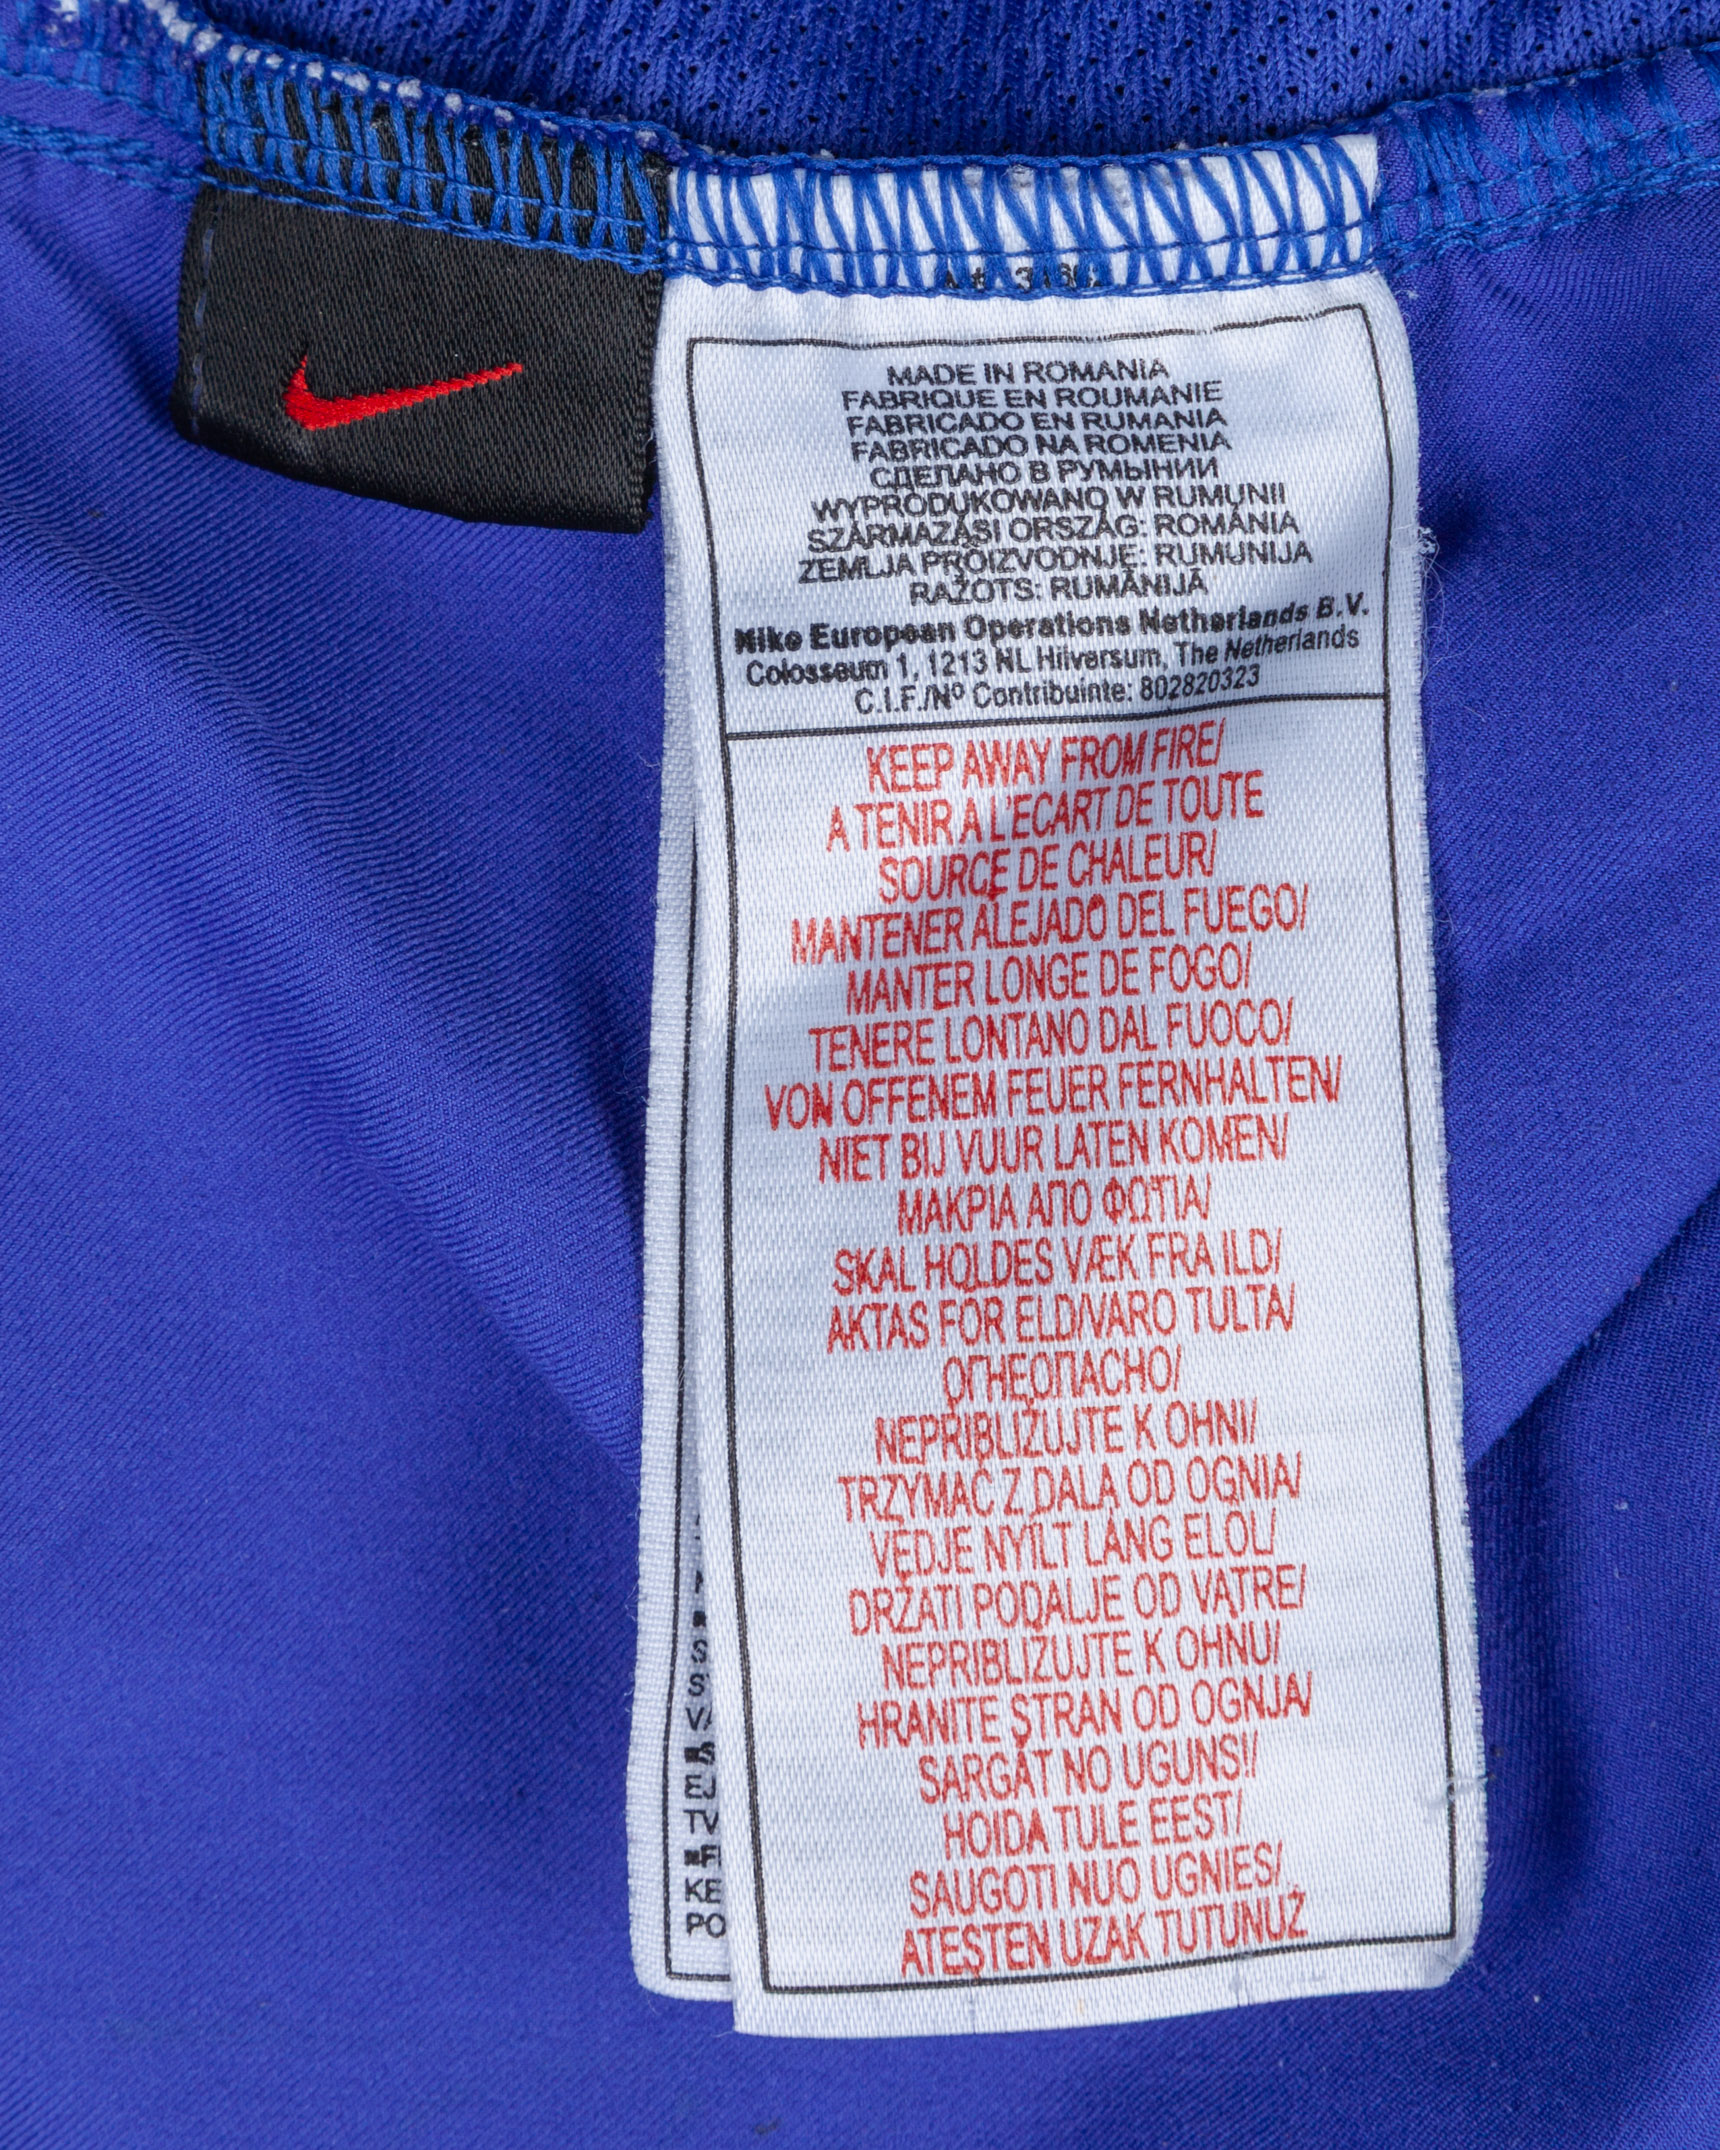 MADE IN ROMANIA
FABRIQUE EN ROUMANIE
FABRICADO EN RUMANIA
FABRICADO NA ROMENIA
СДЕЛАНО В РУМЫНИИ
WYPRODUKOWANO W RUMUNII
SZÁRMAZÁSI ORSZÁG: ROMÁNIA
ZEMLJA PROIZVODNJE: RUMUNIJA
RAŽOTS: RUMĀNIJĀ
Nike European Operations Netherlands B.V.
Colosseum 1, 1213 NL Hilversum, The Netherlands
C.I.F./Nº Contribuinte: 802820323
KEEP AWAY FROM FIRE/
A TENIR A L'ECART DE TOUTE
SOURCE DE CHALEUR/
MANTENER ALEJADO DEL FUEGO/
MANTER LONGE DE FOGO/
TENERE LONTANO DAL FUOCO/
VON OFFENEM FEUER FERNHALTEN/
NIET BIJ VUUR LATEN KOMEN/
ΜΑΚΡΙΑ ΑΠΟ ΦΩΤΙΑ/
SKAL HOLDES VÆK FRA ILD/
AKTAS FÖR ELD/VARO TULTA/
ОГНЕОПАСНО/
NEPŘIBLIŽUJTE K OHNI/
TRZYMAĆ Z DALA OD OGNIA/
VÉDJE NYÍLT LÁNG ELŐL/
DRŽATI PODALJE OD VATRE/
NEPRIBLIŽUJTE K OHŇU/
HRANITE STRAN OD OGNJA/
SARGĀT NO UGUNS!/
HOIDA TULE EEST/
SAUGOTI NUO UGNIES/
ATEŞTEN UZAK TUTUNUZ
KE
PO